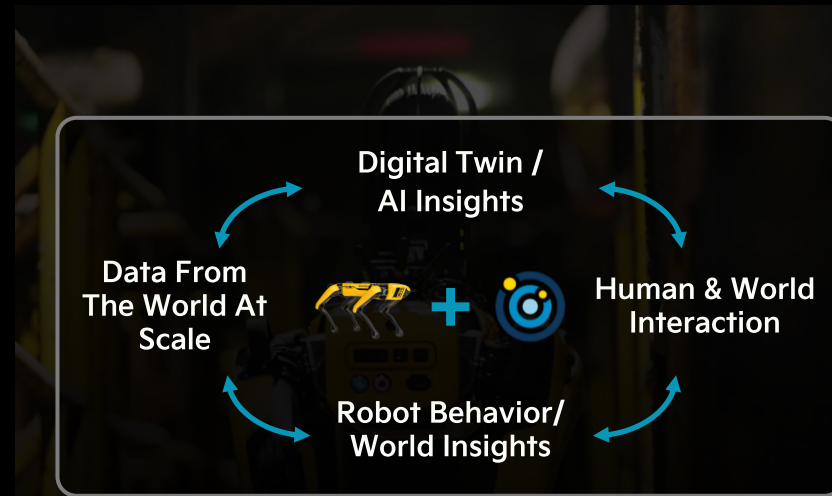 Digital Twin /
AI Insights
Data From
The World At
Scale
Human & World
Interaction
Robot Behavior/
World Insights